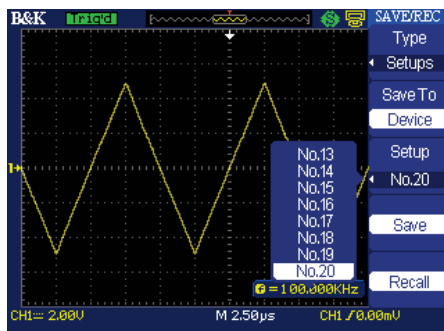 B&K Trig'd SAVE/REC
Type
Setups
Save To
Device
Setup
No.20
Save
Recall
No.13
No.14
No.15
No.16
No.17
No.18
No.19
No.20
f = 100.000KHz
1
CH1 2.00V M 2.50µs CH1 0.00mV